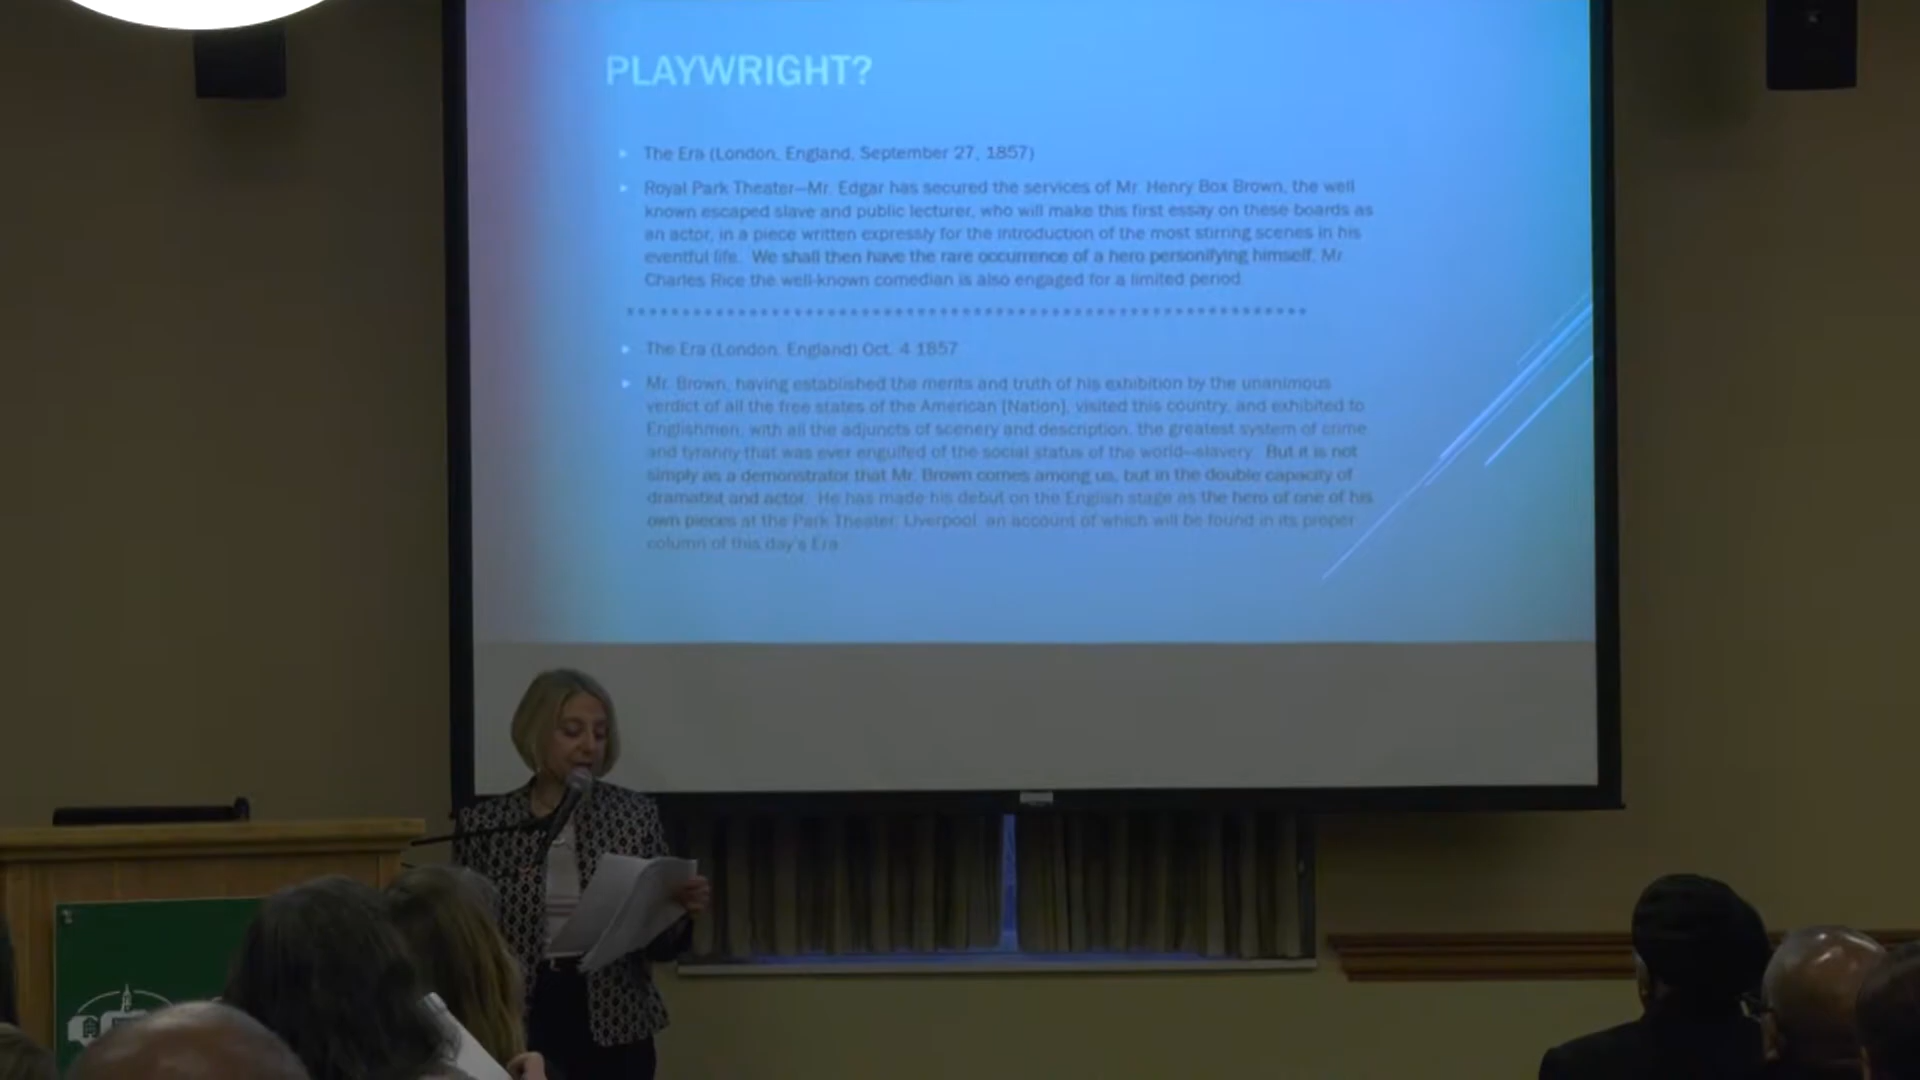 PLAYWRIGHT?
The Era (London, England, September 27, 1857)
Royal Park Theater—Mr. Edgar has secured the services of Mr. Henry Box Brown, the well
known escaped slave and public lecturer, who will make this first essay on these boards as
an actor, in a piece written expressly for the introduction of the most stirring scenes in his
eventful life. We shall then have the rare occurrence of a hero personifying himself. Mr
Charles Rice the well-known comedian is also engaged for a limited period.
The Era (London, England) Oct. 4 1857
Mr. Brown, having established the merits and truth of his exhibition by the unanimous
verdict of all the free states of the American [Nation], visited this country, and exhibited to
Englishmen, with all the adjuncts of scenery and description, the greatest system of crime
and tyranny that was ever engulfed of the social status of the world—slavery. But it is not
simply as a demonstrator that Mr. Brown comes among us, but in the double capacity of
dramatist and actor. He has made his debut on the English stage as the hero of one of his
own pieces at the Park Theater, Liverpool, an account of which will be found in its proper
column of this day's Era